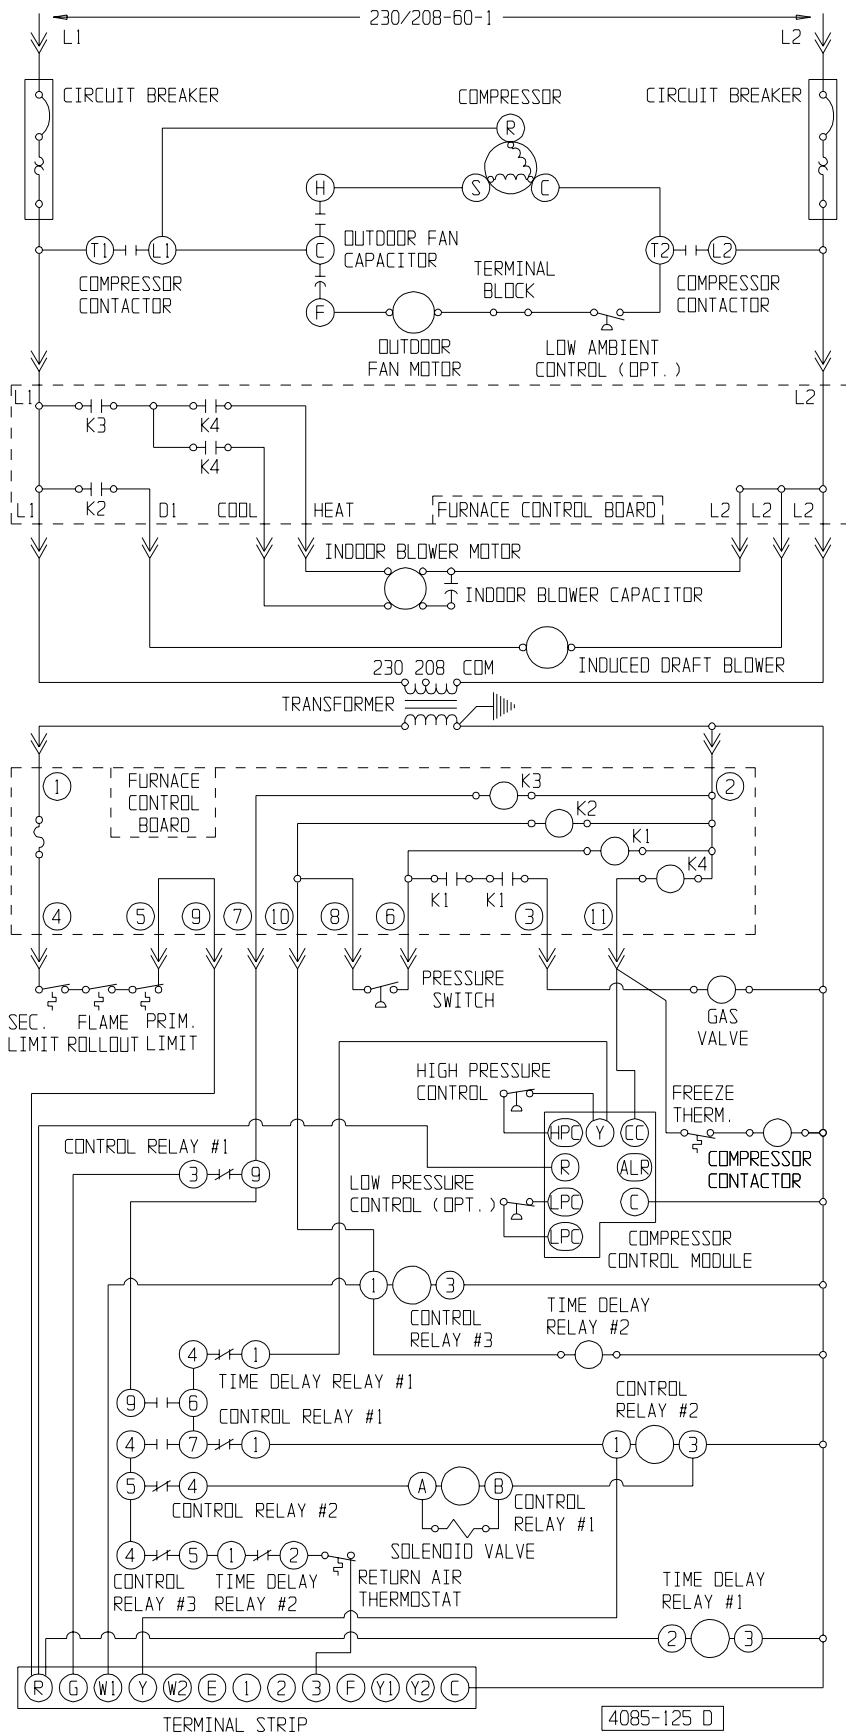 230/208-60-1
L1
L2
CIRCUIT BREAKER
COMPRESSOR
CIRCUIT BREAKER
R
S
C
H
T1
L1
C
OUTDOOR FAN
CAPACITOR
T2
L2
COMPRESSOR
CONTACTOR
TERMINAL
BLOCK
COMPRESSOR
CONTACTOR
F
OUTDOOR
FAN MOTOR
LOW AMBIENT
CONTROL (OPT.)
L1
L2
K3
K4
K4
L1
K2
D1
COOL
HEAT
FURNACE CONTROL BOARD
L2
L2
L2
INDOOR BLOWER MOTOR
INDOOR BLOWER CAPACITOR
INDUCED DRAFT BLOWER
230 208 COM
TRANSFORMER
1
FURNACE
CONTROL
BOARD
K3
2
K2
K1
K4
K1
K1
4
5
9
7
10
8
6
3
11
PRESSURE
SWITCH
SEC.
LIMIT
FLAME
ROLLOUT
PRIM.
LIMIT
GAS
VALVE
HIGH PRESSURE
CONTROL
FREEZE
THERM.
HPC
Y
CC
CONTROL RELAY #1
3
9
R
ALR
COMPRESSOR
CONTACTOR
LOW PRESSURE
CONTROL (OPT.)
LPC
C
LPC
COMPRESSOR
CONTROL MODULE
1
3
CONTROL
RELAY #3
TIME DELAY
RELAY #2
4
1
TIME DELAY RELAY #1
9
6
CONTROL RELAY #1
CONTROL
RELAY #2
4
7
1
1
3
5
4
CONTROL RELAY #2
A
B
CONTROL
RELAY #1
SOLENOID VALVE
4
5
1
2
CONTROL
RELAY #3
TIME DELAY
RELAY #2
RETURN AIR
THERMOSTAT
TIME DELAY
RELAY #1
2
3
R G W1 Y W2 E 1 2 3 F Y1 Y2 C
TERMINAL STRIP
4085-125 D